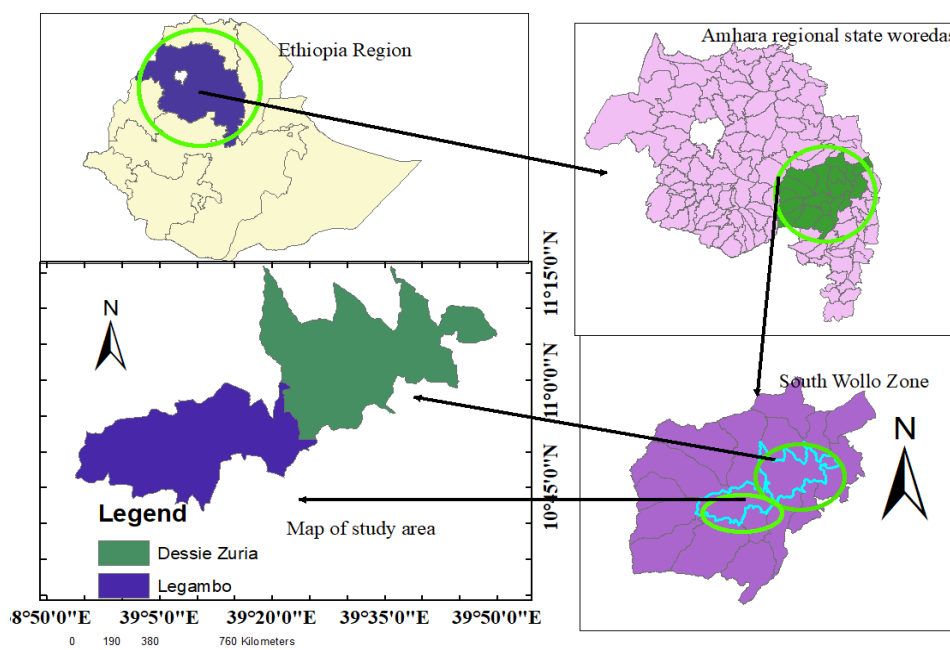 Ethiopia Region
Amhara regional state woredas
N
11°15'0"N
11°0'0"N
10°45'0"N
South Wollo Zone
N
Legend
Map of study area
Dessie Zuria
Legambo
8°50'0"E 39°5'0"E 39°20'0"E 39°35'0"E 39°50'0"E
0 190 380 760 Kilometers